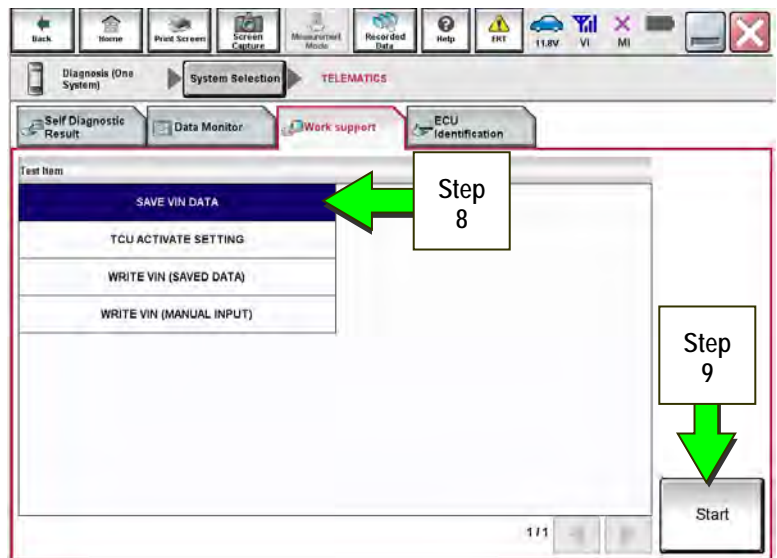 Back
Home
Print Screen
Screen
Capture
Measurement
Mode
Recorded
Data
Help
ERT
11.8V
VI
MI
Diagnosis (One
System)
System Selection
TELEMATICS
Self Diagnostic
Result
Data Monitor
Work support
ECU
Identification
Test Item
SAVE VIN DATA
TCU ACTIVATE SETTING
WRITE VIN (SAVED DATA)
WRITE VIN (MANUAL INPUT)
Step
8
Step
9
Start
1/1